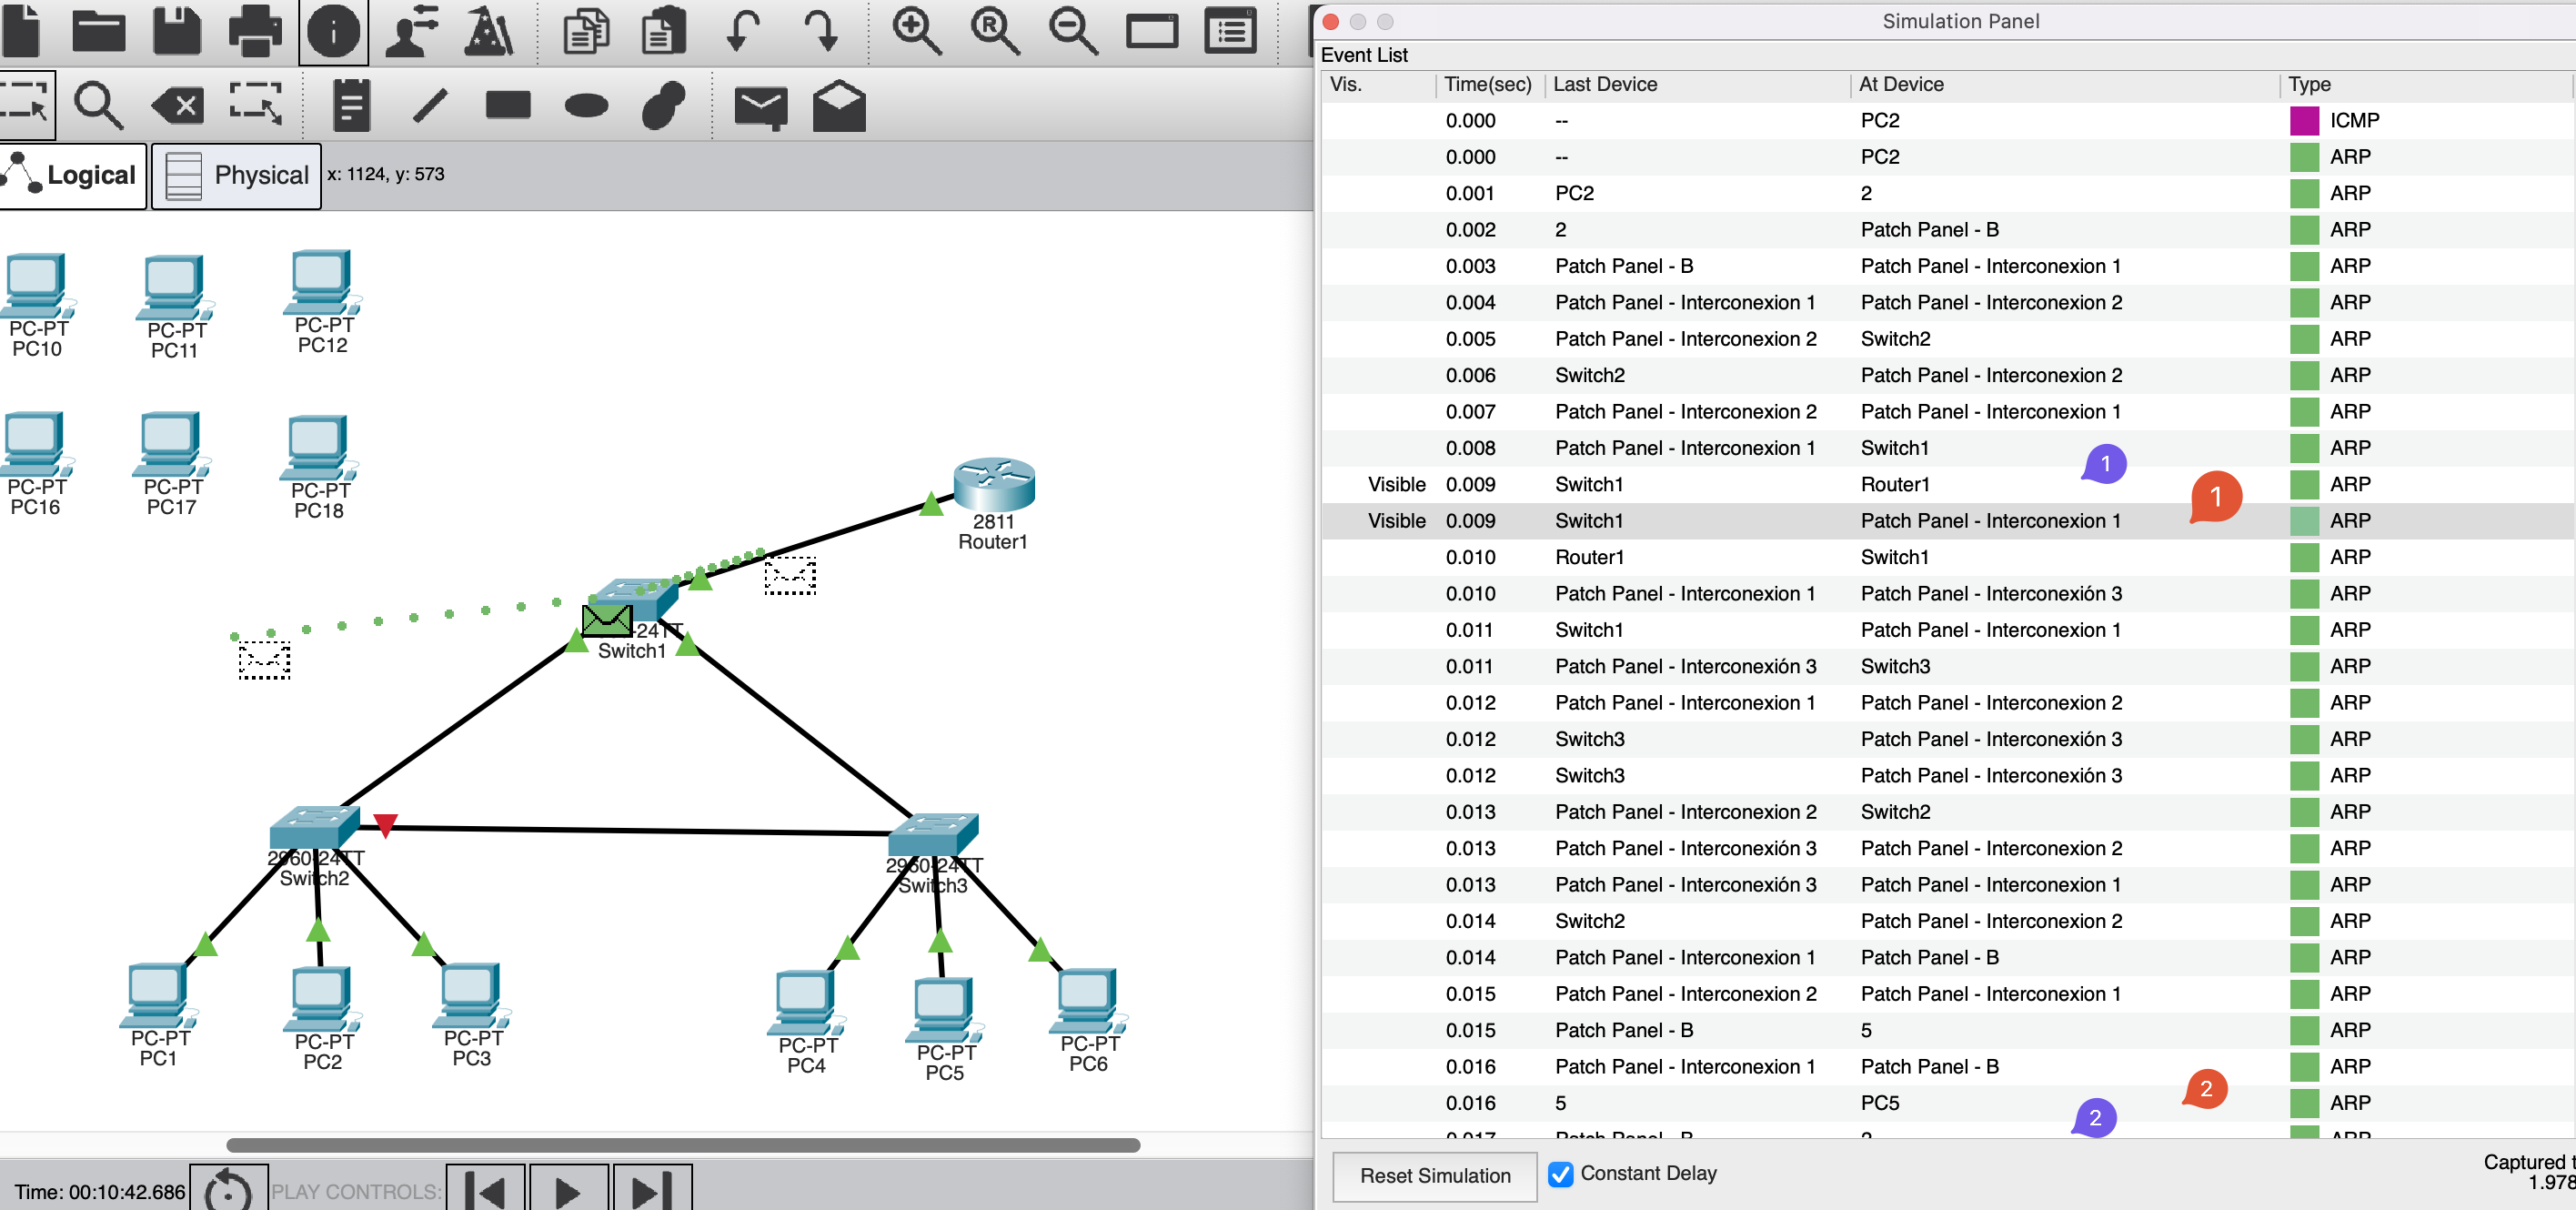 Simulation Panel
Event List
Vis. Time(sec) Last Device At Device Type
0.000 -- PC2 ICMP
0.000 -- PC2 ARP
0.001 PC2 2 ARP
0.002 2 Patch Panel - B ARP
0.003 Patch Panel - B Patch Panel - Interconexion 1 ARP
0.004 Patch Panel - Interconexion 1 Patch Panel - Interconexion 2 ARP
0.005 Patch Panel - Interconexion 2 Switch2 ARP
0.006 Switch2 Patch Panel - Interconexion 2 ARP
0.007 Patch Panel - Interconexion 2 Patch Panel - Interconexion 1 ARP
0.008 Patch Panel - Interconexion 1 Switch1 ARP
1
Visible 0.009 Switch1 Router1 ARP
1
Visible 0.009 Switch1 Patch Panel - Interconexion 1 ARP
0.010 Router1 Switch1 ARP
0.010 Patch Panel - Interconexion 1 Patch Panel - Interconexión 3 ARP
0.011 Switch1 Patch Panel - Interconexion 1 ARP
0.011 Patch Panel - Interconexión 3 Switch3 ARP
0.012 Patch Panel - Interconexion 1 Patch Panel - Interconexion 2 ARP
0.012 Switch3 Patch Panel - Interconexión 3 ARP
0.012 Switch3 Patch Panel - Interconexión 3 ARP
0.013 Patch Panel - Interconexion 2 Switch2 ARP
0.013 Patch Panel - Interconexión 3 Patch Panel - Interconexion 2 ARP
0.013 Patch Panel - Interconexión 3 Patch Panel - Interconexion 1 ARP
0.014 Switch2 Patch Panel - Interconexion 2 ARP
0.014 Patch Panel - Interconexion 1 Patch Panel - B ARP
0.015 Patch Panel - Interconexion 2 Patch Panel - Interconexion 1 ARP
0.015 Patch Panel - B 5 ARP
0.016 Patch Panel - Interconexion 1 Patch Panel - B ARP
2
0.016 5 PC5 ARP
2
Reset Simulation Constant Delay
Captured t
1.978
R
Logical Physical x: 1124, y: 573
PC-PT
PC10
PC-PT
PC11
PC-PT
PC12
PC-PT
PC16
PC-PT
PC17
PC-PT
PC18
2811
Router1
-24TT
Switch1
2960-24TT
Switch2
2960-24TT
Switch3
PC-PT
PC1
PC-PT
PC2
PC-PT
PC3
PC-PT
PC4
PC-PT
PC5
PC-PT
PC6
Time: 00:10:42.686 PLAY CONTROLS: